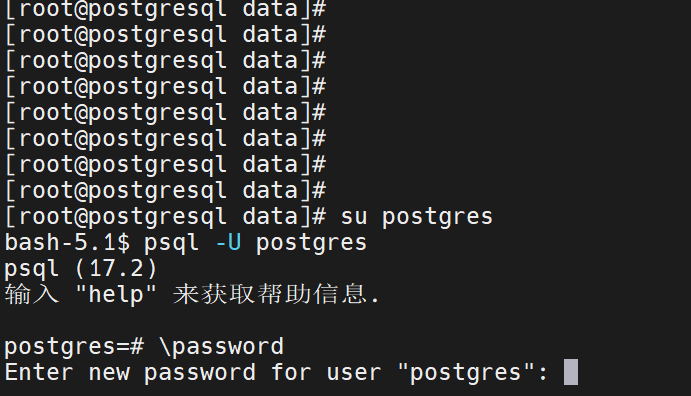 [root@postgresql data]#
[root@postgresql data]#
[root@postgresql data]#
[root@postgresql data]#
[root@postgresql data]#
[root@postgresql data]#
[root@postgresql data]#
[root@postgresql data]#
[root@postgresql data]# su postgres
bash-5.1$ psql -U postgres
psql (17.2)
输入 "help" 来获取帮助信息.
postgres=# \password
Enter new password for user "postgres":